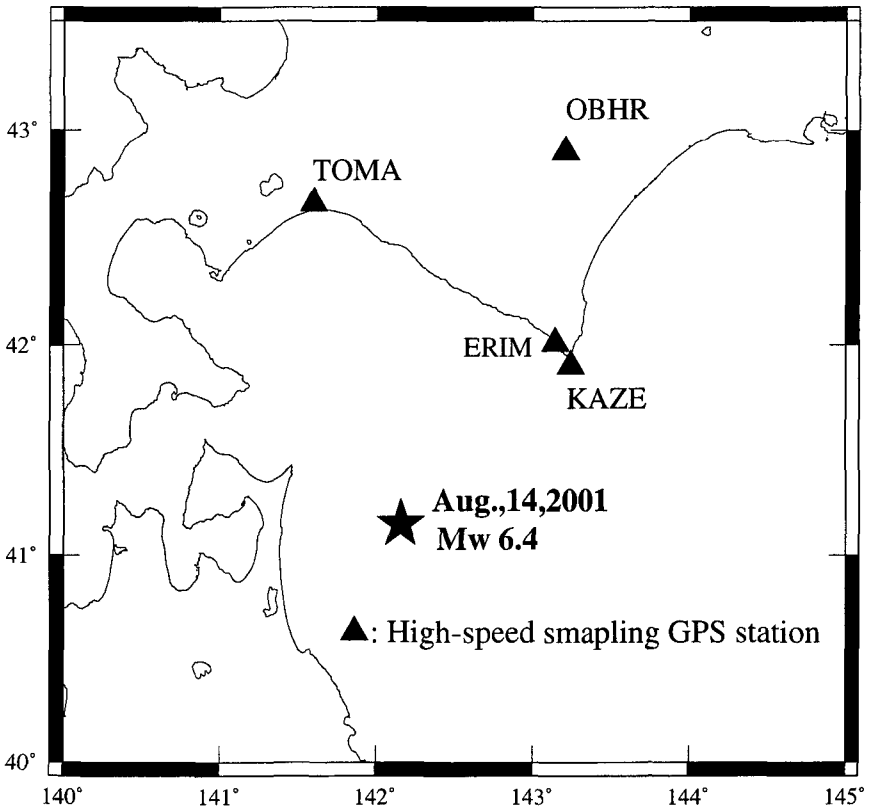 OBHR
43°
TOMA
42°
ERIM
KAZE
Aug.,14,2001
Mw 6.4
41°
: High-speed smapling GPS station
40°
140° 141° 142° 143° 144° 145°